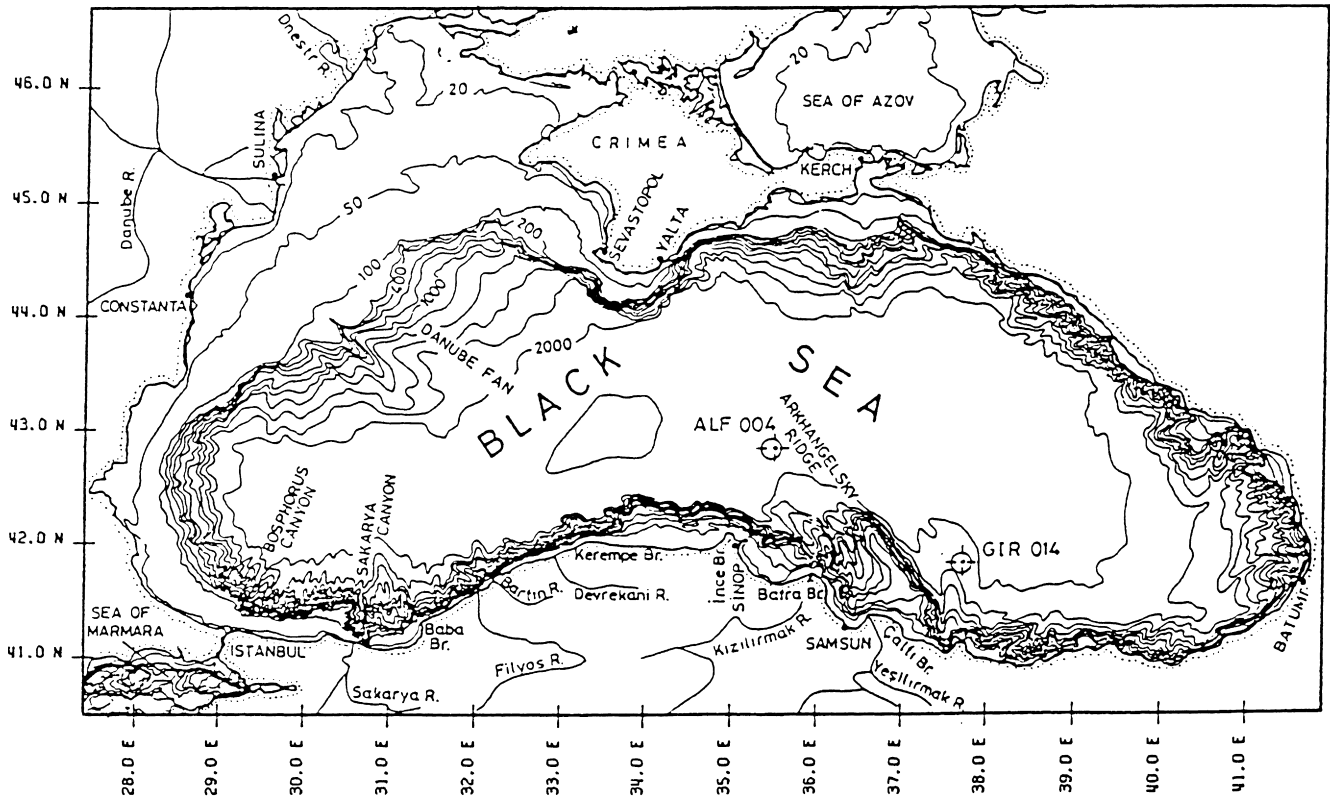 46.0 N
45.0 N
44.0 N
43.0 N
42.0 N
41.0 N
28.0 E
29.0 E
30.0 E
31.0 E
32.0 E
33.0 E
34.0 E
35.0 E
36.0 E
37.0 E
38.0 E
39.0 E
40.0 E
41.0 E
Dnestr R.
20
20
SEA OF AZOV
SULINA
CRIMEA
KERCH
Danube R.
50
SEVASTOPOL
YALTA
200
100
200
1000
CONSTANTA
DANUBE FAN
2000
BLACK
SEA
ALF 004
ARKHANGELSKY
RIDGE
BOSPHORUS
CANYON
SAKARYA
CANYON
GIR 014
Kerempe Br.
İnce Br.
SINOP
Bartın R.
Devrekani R.
Bafra Br.
SEA OF
MARMARA
ISTANBUL
Baba
Br.
Filyos R.
Kızılırmak R.
SAMSUN
Çaltı Br.
Yeşilırmak R
Sakarya R.
BATUMI